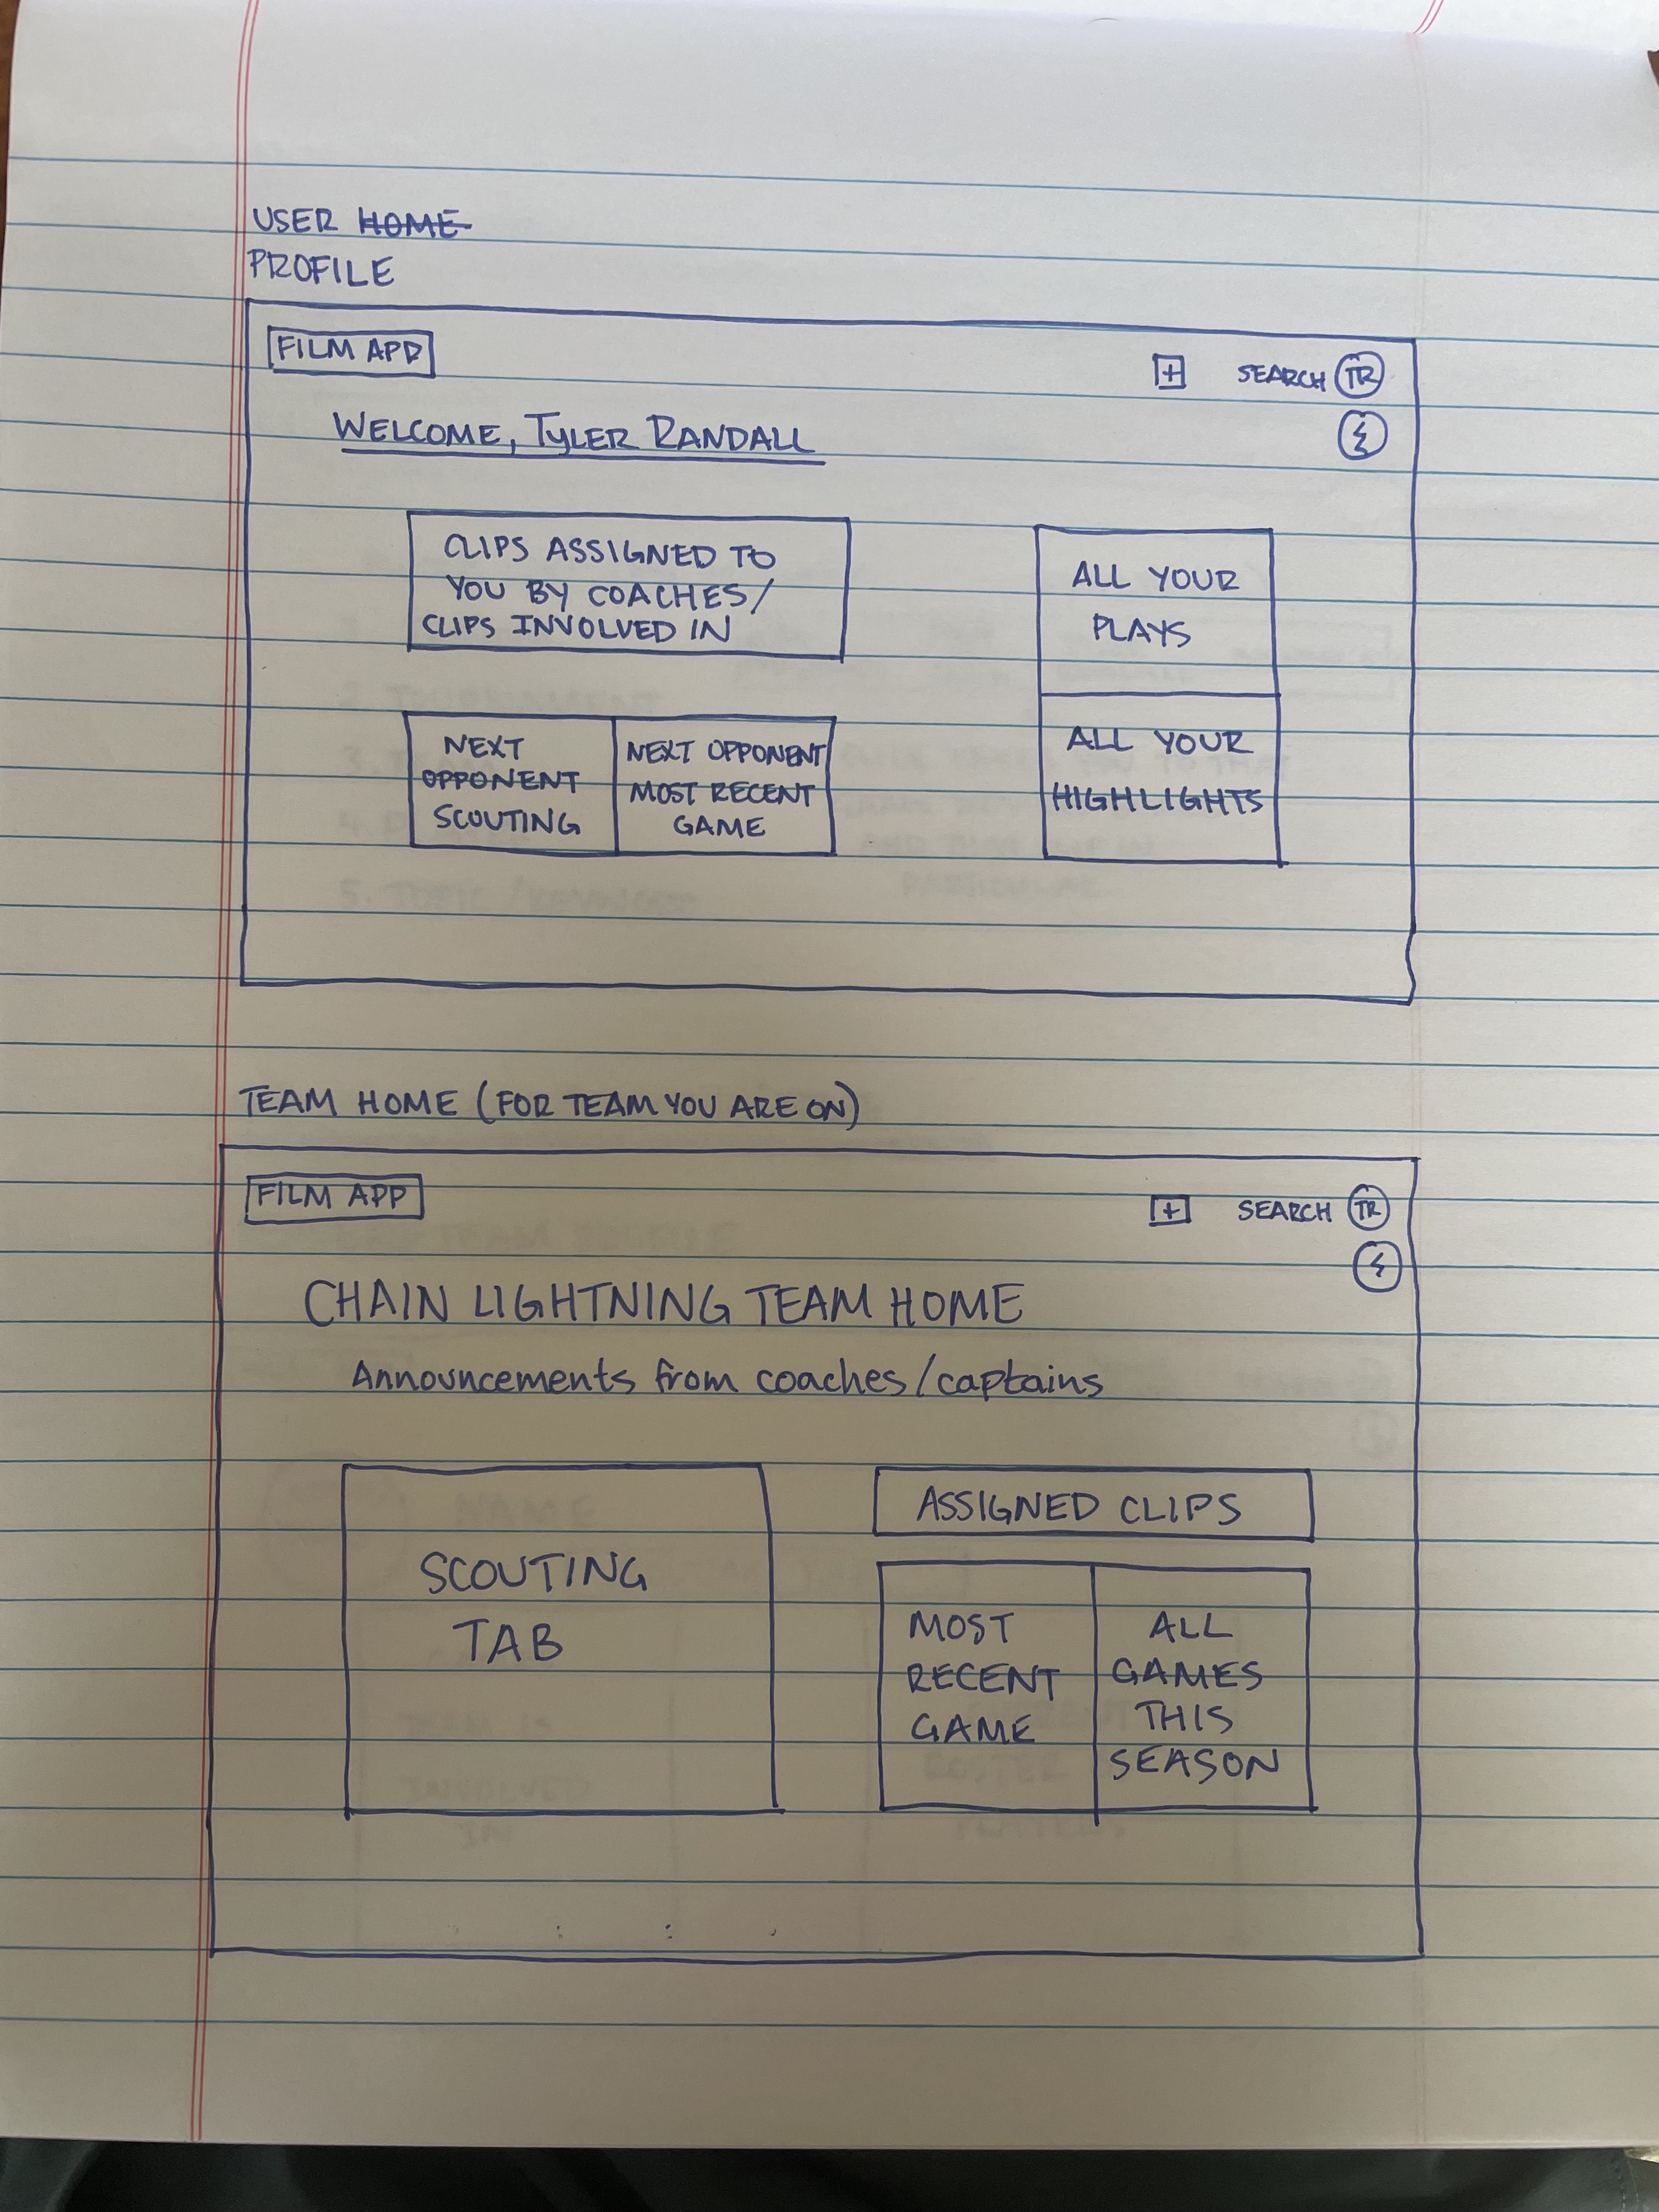 USER HOME
PROFILE
FILM APP
+ SEARCH TR
WELCOME, TYLER RANDALL
CLIPS ASSIGNED TO
YOU BY COACHES/
CLIPS INVOLVED IN
ALL YOUR
PLAYS
NEXT
OPPONENT
SCOUTING
NEXT OPPONENT
MOST RECENT
GAME
ALL YOUR
HIGHLIGHTS
TEAM HOME (FOR TEAM YOU ARE ON)
FILM APP
+ SEARCH TR
CHAIN LIGHTNING TEAM HOME
Announcements from coaches/captains
SCOUTING
TAB
ASSIGNED CLIPS
MOST
RECENT
GAME
ALL
GAMES
THIS
SEASON